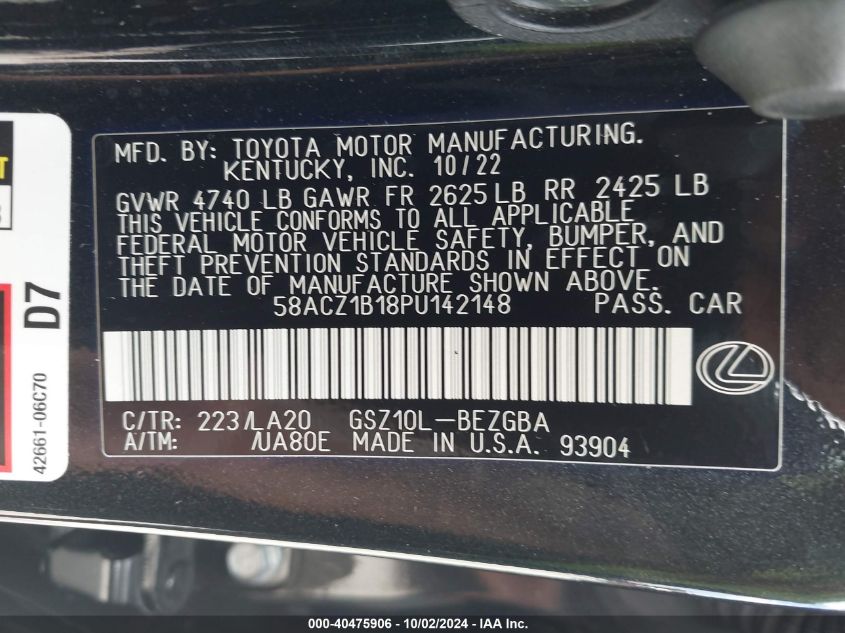 MFD. BY: TOYOTA MOTOR MANUFACTURING.
KENTUCKY, INC. 10/22
GVWR 4740 LB GAWR FR 2625 LB RR 2425 LB
THIS VEHICLE CONFORMS TO ALL APPLICABLE
FEDERAL MOTOR VEHICLE SAFETY, BUMPER, AND
THEFT PREVENTION STANDARDS IN EFFECT ON
THE DATE OF MANUFACTURE SHOWN ABOVE.
58ACZ1B18PU142148 PASS. CAR
C/TR: 223/LA20 GSZ10L-BEZGBA
A/TM: /UA80E MADE IN U.S.A. 93904
D7
42661-06C70
000-40475906 - 10/02/2024 - IAA Inc.